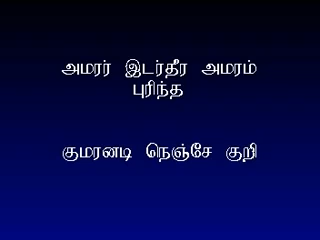 அமரர் இடர்தீர அமரம்
புரிந்த
குமரனடி நெஞ்சே குறி